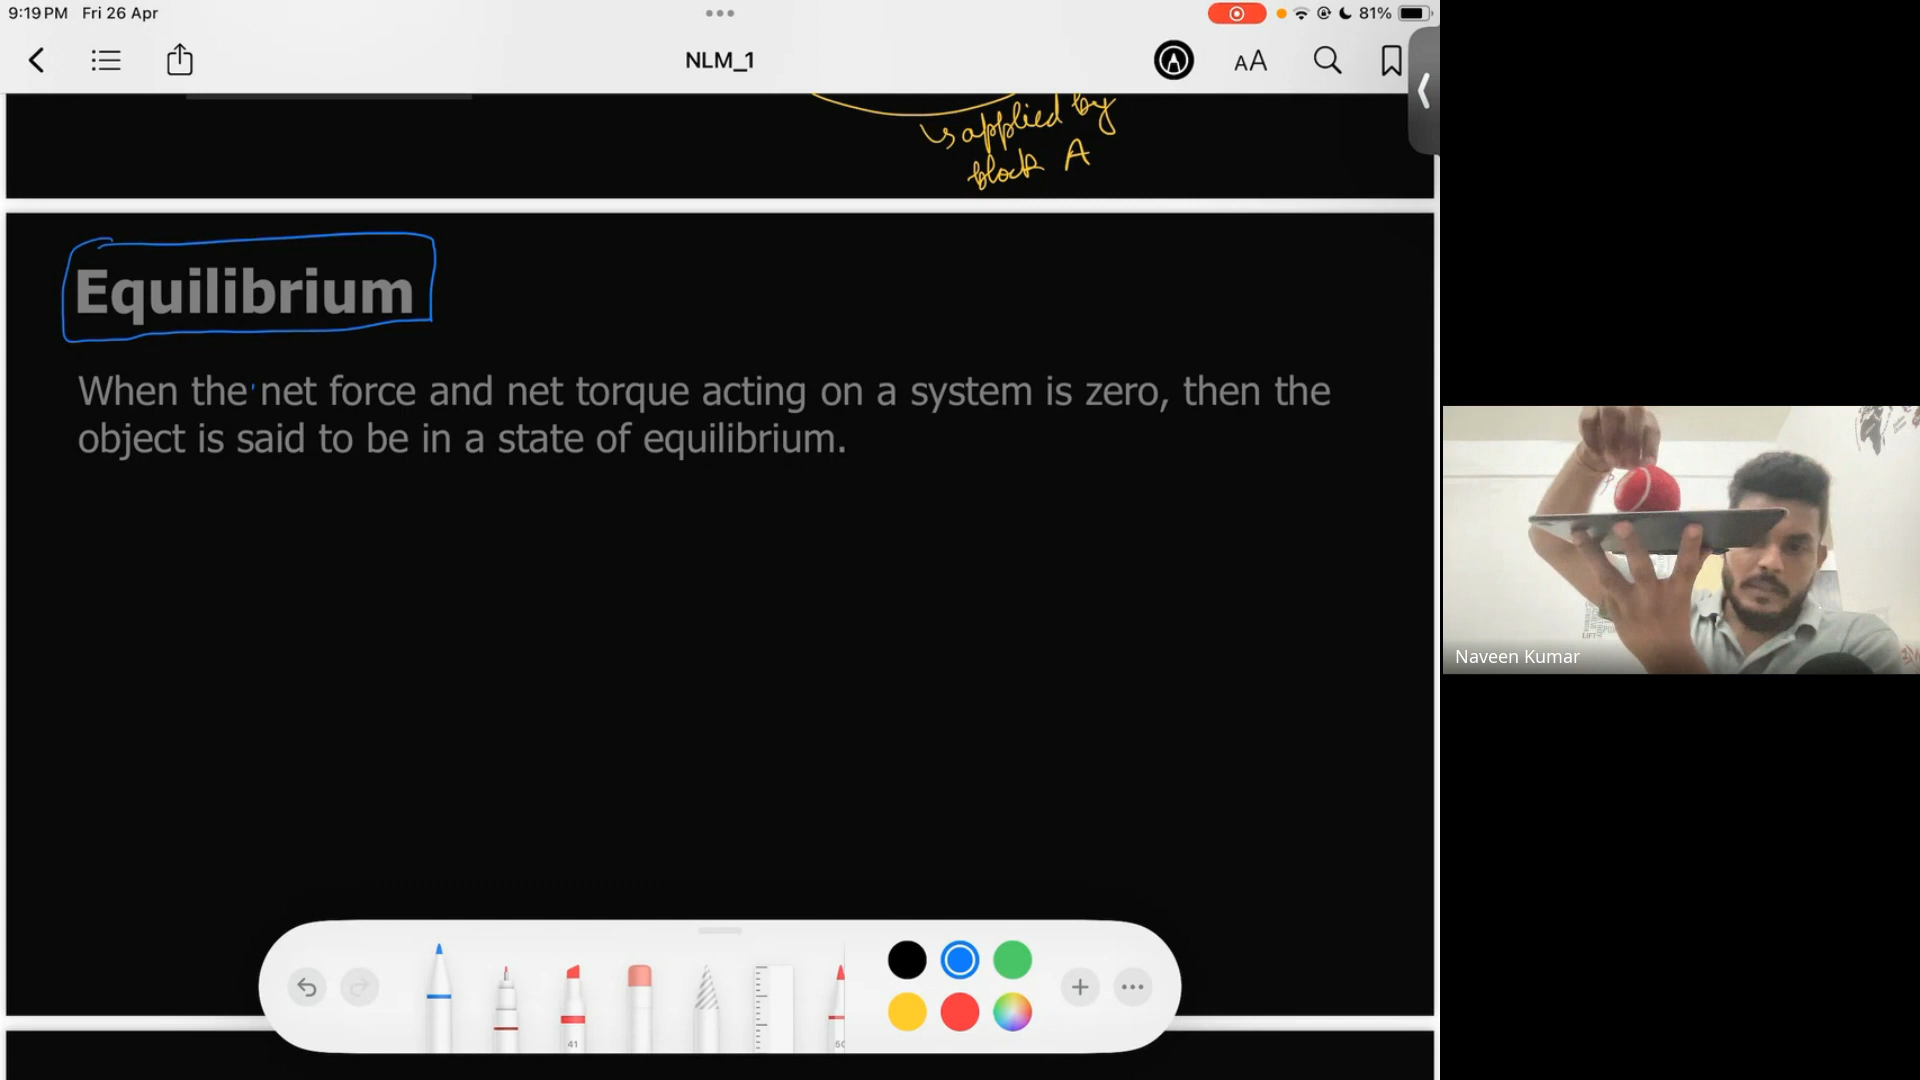 9:19 PM Fri 26 Apr
81%
NLM_1
AA
↳ applied by
block A
Equilibrium
When the net force and net torque acting on a system is zero, then the
object is said to be in a state of equilibrium.
Naveen Kumar
41